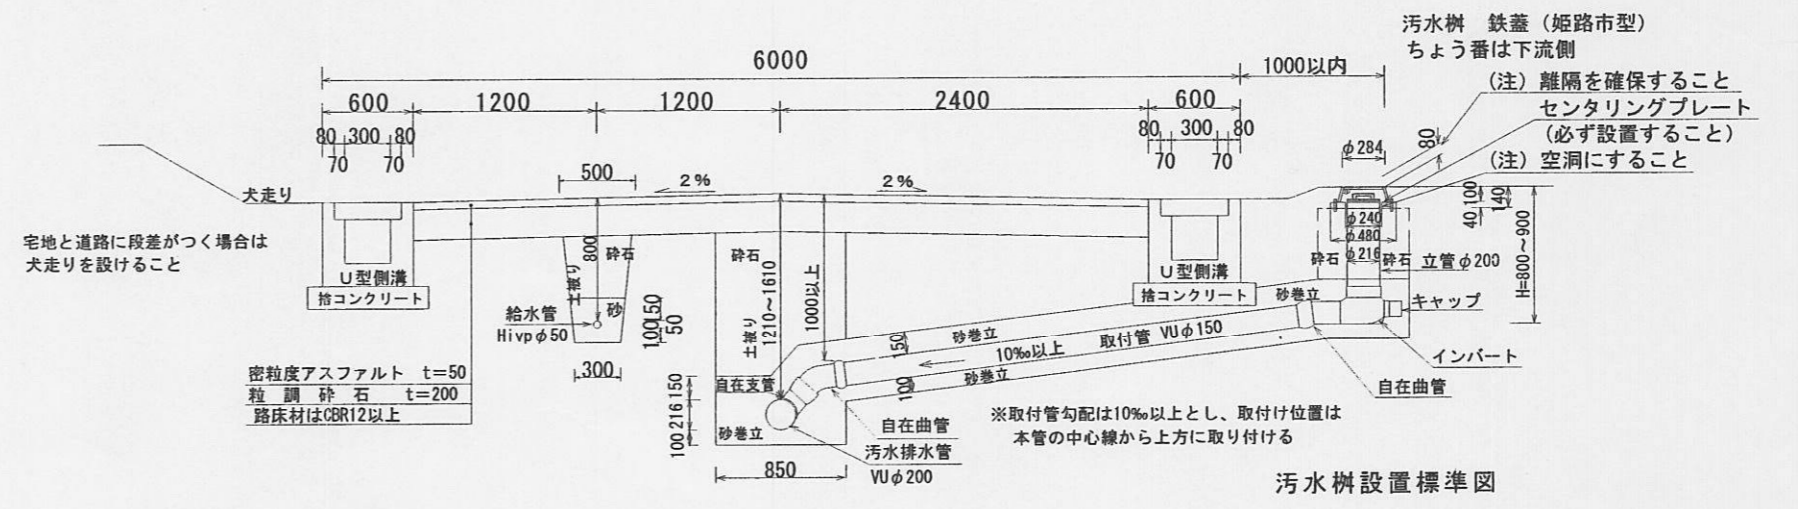 汚水桝 鉄蓋（姫路市型）
ちょう番は下流側
6000
1000以内
(注) 離隔を確保すること
600
1200
1200
2400
600
センタリングプレート
(必ず設置すること)
80
300
80
70
70
80
300
80
70
70
80
φ284
(注) 空洞にすること
500
2%
2%
犬走り
100
140
40
φ240
φ480
φ216
宅地と道路に段差がつく場合は
犬走りを設けること
800
砕石
土被り
砕石
土被り
1210～1610
1000以上
砕石
砕石
立管φ200
H=800～900
U型側溝
捨コンクリート
U型側溝
捨コンクリート
砂巻立
キャップ
給水管
Hivpφ50
砂
150
100
50
300
砂巻立
150
10‰以上
取付管 VUφ150
インバート
密粒度アスファルト t=50
粒調砕石 t=200
路床材はCBR12以上
自在支管
150
216
100
100
砂巻立
自在曲管
※取付管勾配は10‰以上とし、取付け位置は
本管の中心線から上方に取り付ける
砂巻立
自在曲管
汚水排水管
VUφ200
850
汚水桝設置標準図